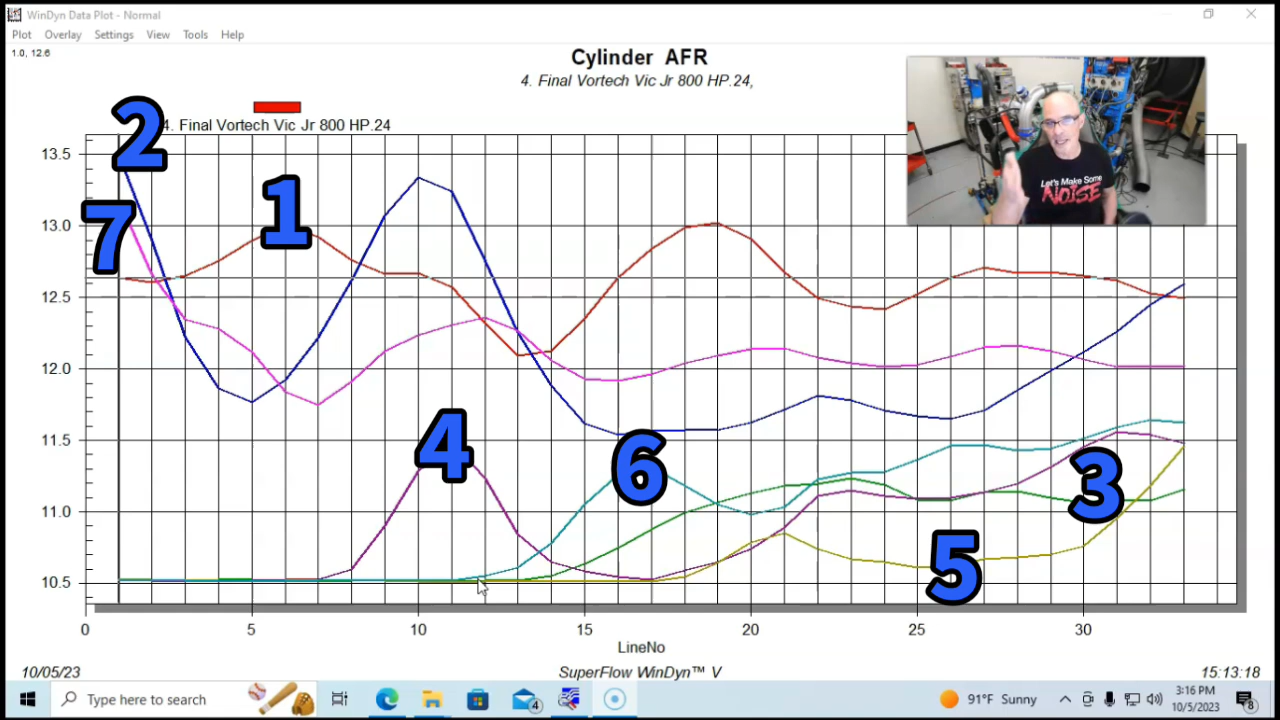 WinDyn Data Plot - Normal
Plot Overlay Settings View Tools Help
1.0, 12.6
Cylinder AFR
4. Final Vortech Vic Jr 800 HP.24,
4. Final Vortech Vic Jr 800 HP.24
Let's Make Some
NOISE
2
1
7
4
6
3
5
13.5
13.0
12.5
12.0
11.5
11.0
10.5
0 5 10 15 20 25 30
LineNo
10/05/23 SuperFlow WinDyn™ V 15:13:18
Type here to search 4 91°F Sunny 3:16 PM
10/5/2023 8